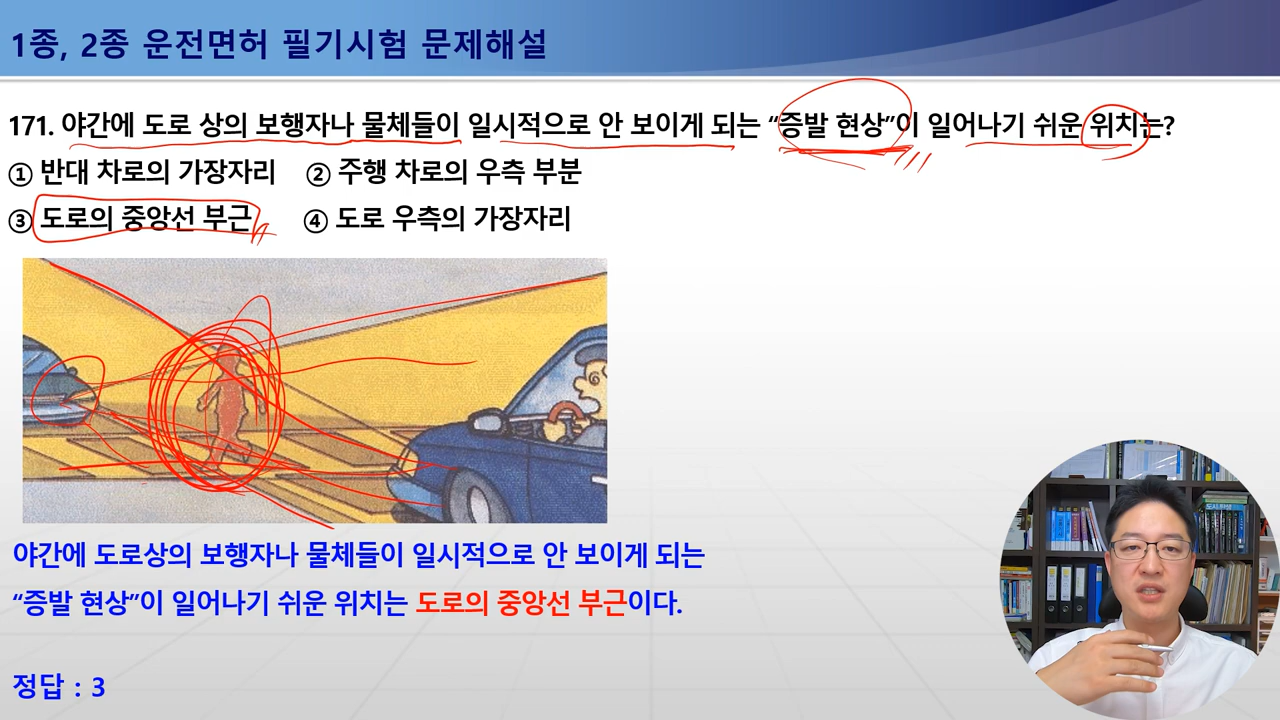 1종, 2종 운전면허 필기시험 문제해설
171. 야간에 도로 상의 보행자나 물체들이 일시적으로 안 보이게 되는 “증발 현상”이 일어나기 쉬운 위치는?
① 반대 차로의 가장자리 ② 주행 차로의 우측 부분
③ 도로의 중앙선 부근 ④ 도로 우측의 가장자리
야간에 도로상의 보행자나 물체들이 일시적으로 안 보이게 되는
“증발 현상”이 일어나기 쉬운 위치는 도로의 중앙선 부근이다.
정답 : 3